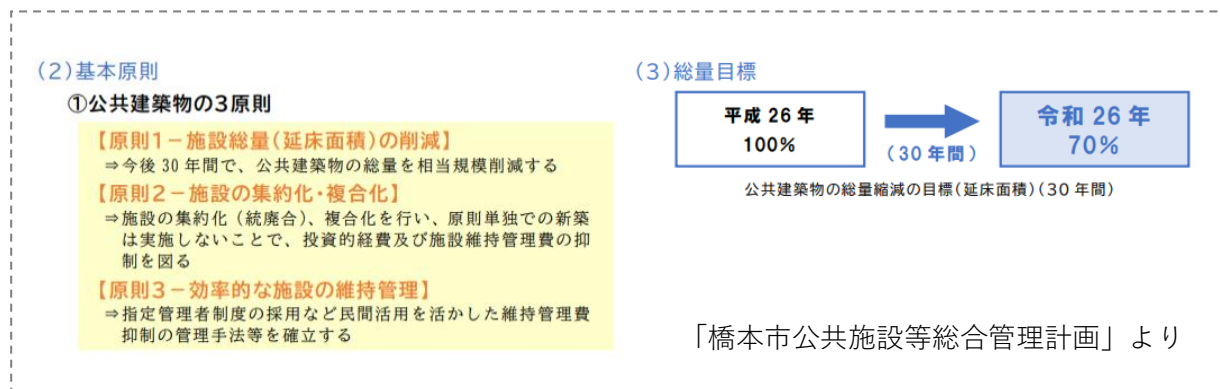 (2)基本原則
①公共建築物の3原則
【原則1－施設総量(延床面積)の削減】
⇒今後 30 年間で、公共建築物の総量を相当規模削減する
【原則2－施設の集約化・複合化】
⇒施設の集約化（統廃合）、複合化を行い、原則単独での新築
は実施しないことで、投資的経費及び施設維持管理費の抑
制を図る
【原則3－効率的な施設の維持管理】
⇒指定管理者制度の採用など民間活用を活かした維持管理費
抑制の管理手法等を確立する
(3)総量目標
平成 26 年
100%
(30 年間)
令和 26 年
70%
公共建築物の総量縮減の目標(延床面積)(30 年間)
「橋本市公共施設等総合管理計画」より